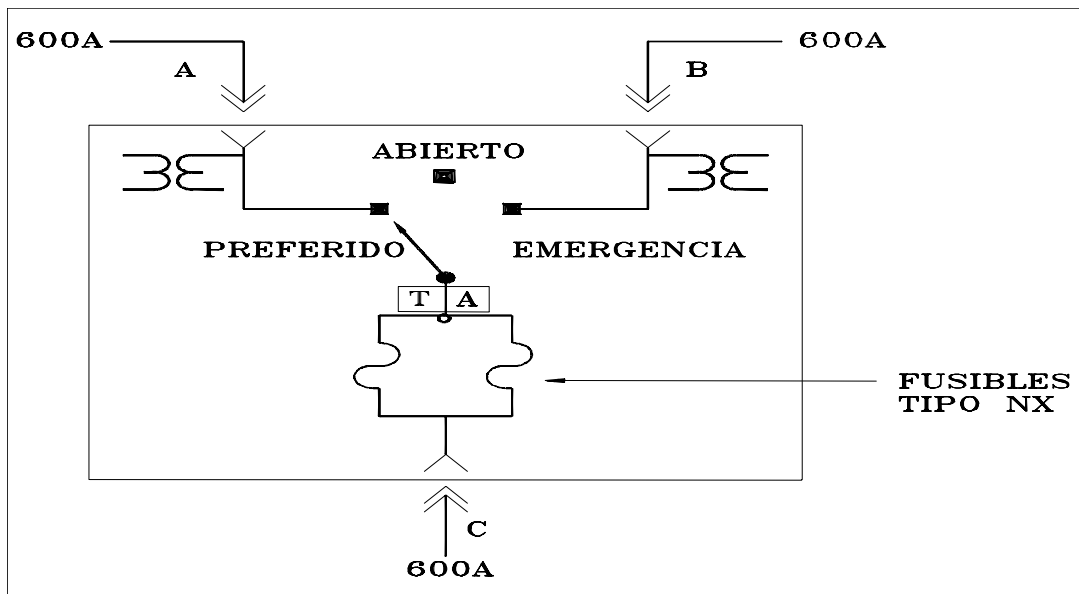 600A
600A
A
B
ABIERTO
PREFERIDO
EMERGENCIA
T A
FUSIBLES
TIPO NX
C
600A